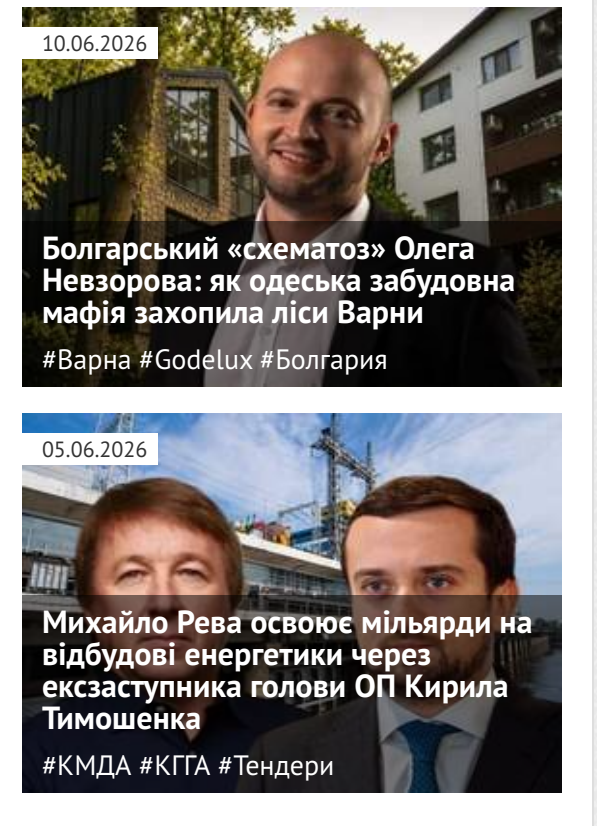 10.06.2026
Болгарський «схематоз» Олега
Невзорова: як одеська забудовна
мафія захопила ліси Варни
#Варна #Godelux #Болгария
05.06.2026
Михайло Рева освоює мільярди на
відбудові енергетики через
ексзаступника голови ОП Кирила
Тимошенка
#КМДА #КГГА #Тендери